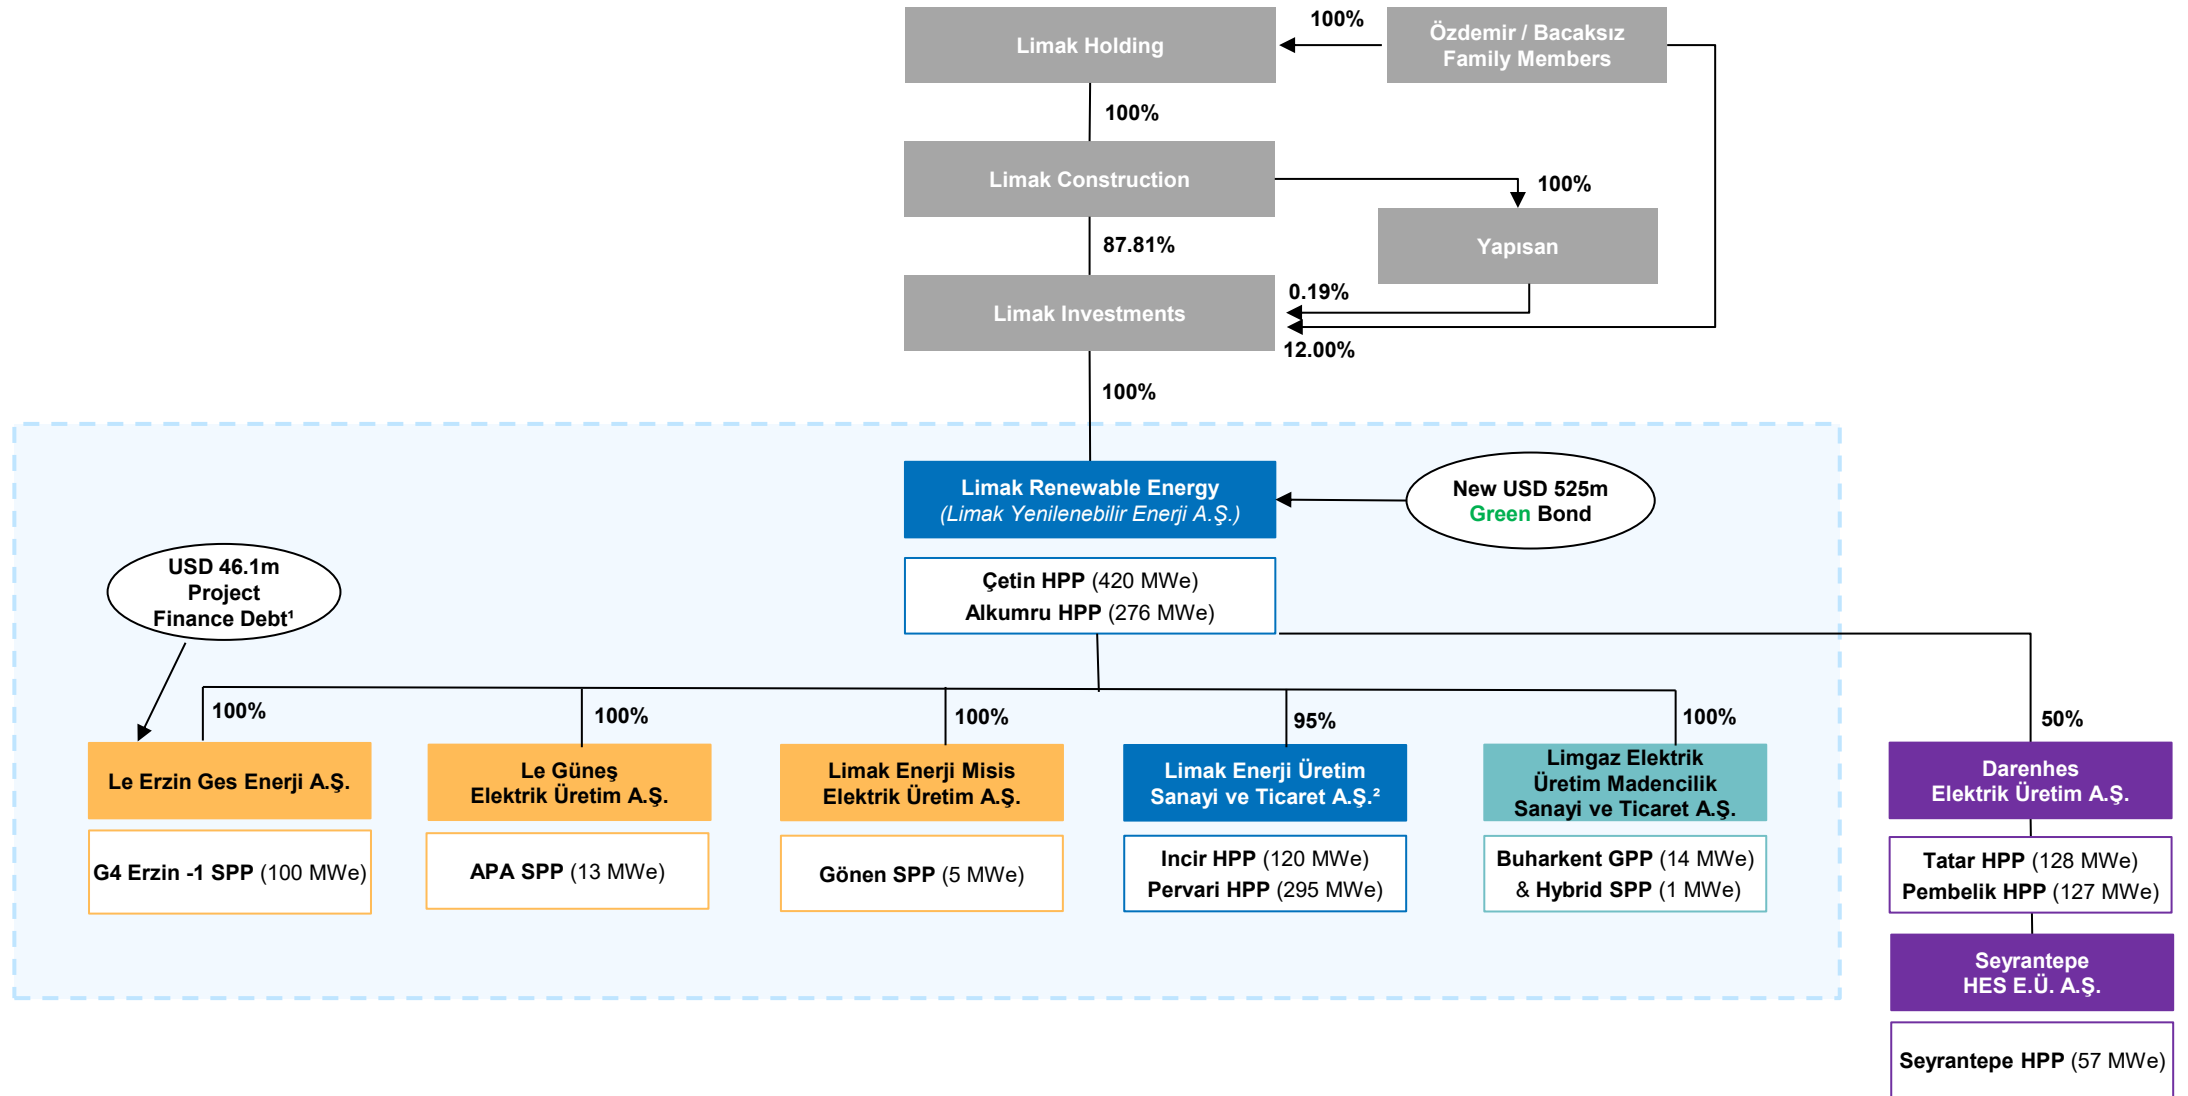 100%
Limak Holding
Özdemir / Bacaksız
Family Members
100%
Limak Construction
100%
87.81%
Yapısan
0.19%
Limak Investments
12.00%
100%
Limak Renewable Energy
(Limak Yenilenebilir Enerji A.Ş.)
New USD 525m
Green Bond
USD 46.1m
Project
Finance Debt¹
Çetin HPP (420 MWe)
Alkumru HPP (276 MWe)
100%
100%
100%
95%
100%
50%
Le Erzin Ges Enerji A.Ş.
Le Güneş
Elektrik Üretim A.Ş.
Limak Enerji Misis
Elektrik Üretim A.Ş.
Limak Enerji Üretim
Sanayi ve Ticaret A.Ş.²
Limgaz Elektrik
Üretim Madencilik
Sanayi ve Ticaret A.Ş.
Darenhes
Elektrik Üretim A.Ş.
G4 Erzin -1 SPP (100 MWe)
APA SPP (13 MWe)
Gönen SPP (5 MWe)
Incir HPP (120 MWe)
Pervari HPP (295 MWe)
Buharkent GPP (14 MWe)
& Hybrid SPP (1 MWe)
Tatar HPP (128 MWe)
Pembelik HPP (127 MWe)
Seyrantepe
HES E.Ü. A.Ş.
Seyrantepe HPP (57 MWe)